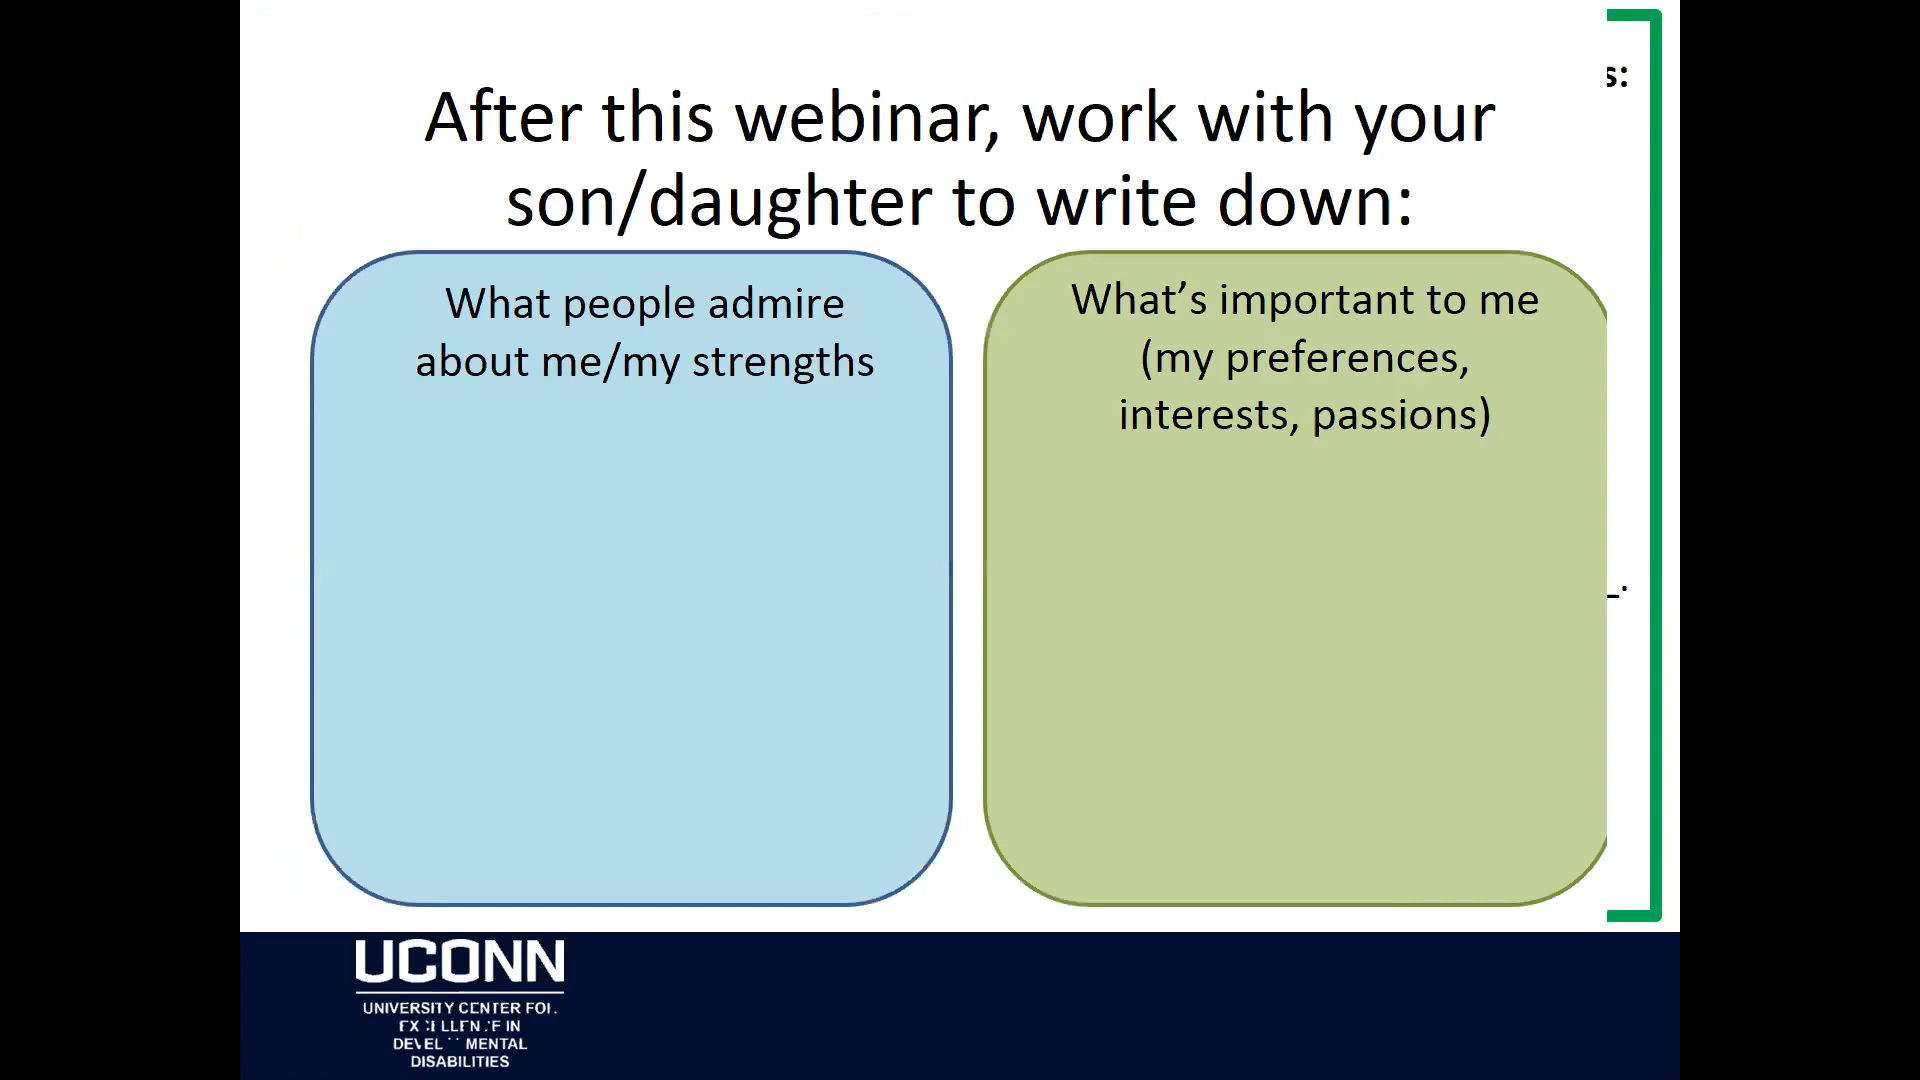 After this webinar, work with your
son/daughter to write down:
What people admire
about me/my strengths
What's important to me
(my preferences,
interests, passions)
s:
_.
UCONN
UNIVERSITY CENTER FOR
EXCELLENCE IN
DEVELOPMENTAL
DISABILITIES